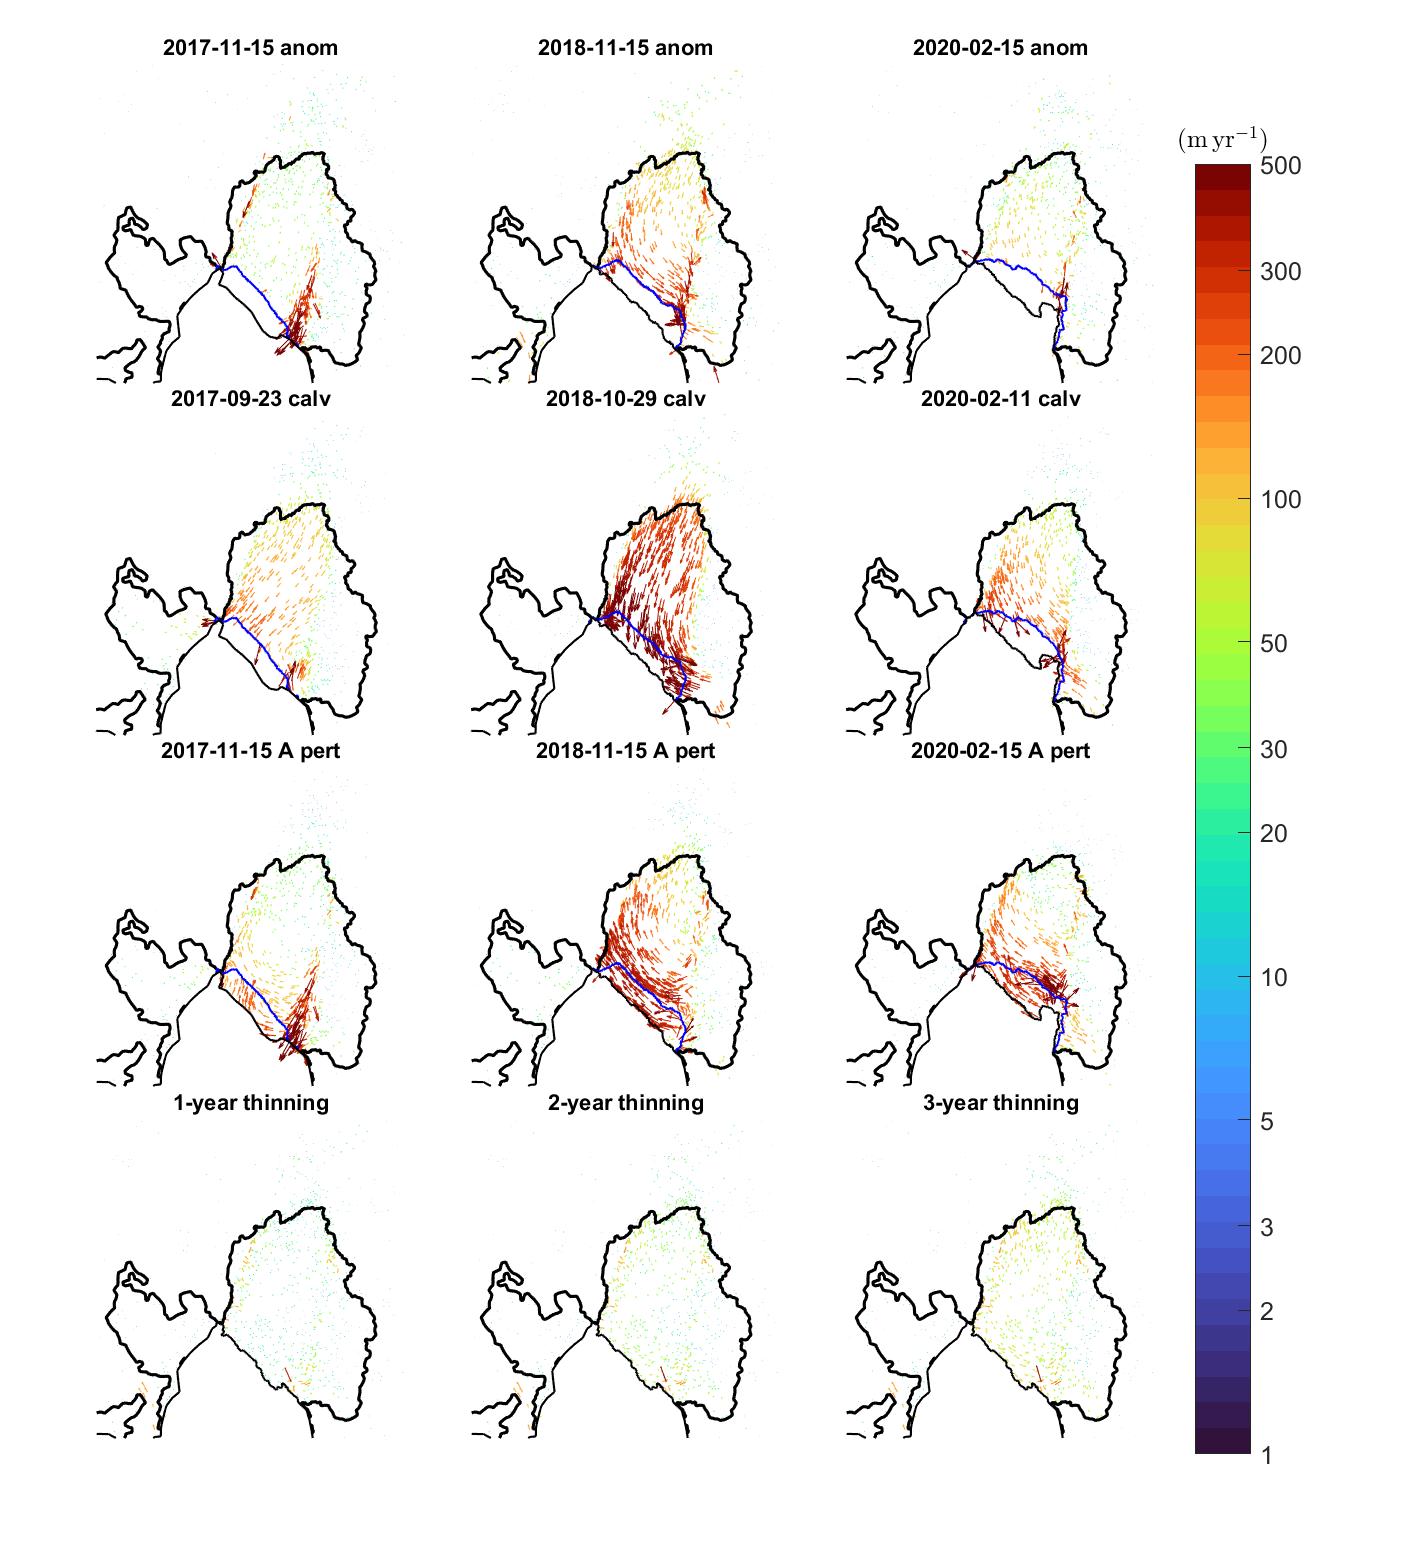 2017-11-15 anom
2018-11-15 anom
2020-02-15 anom
(m yr⁻¹)
500
300
200
100
50
30
20
10
5
3
2
1
2017-09-23 calv
2018-10-29 calv
2020-02-11 calv
2017-11-15 A pert
2018-11-15 A pert
2020-02-15 A pert
1-year thinning
2-year thinning
3-year thinning